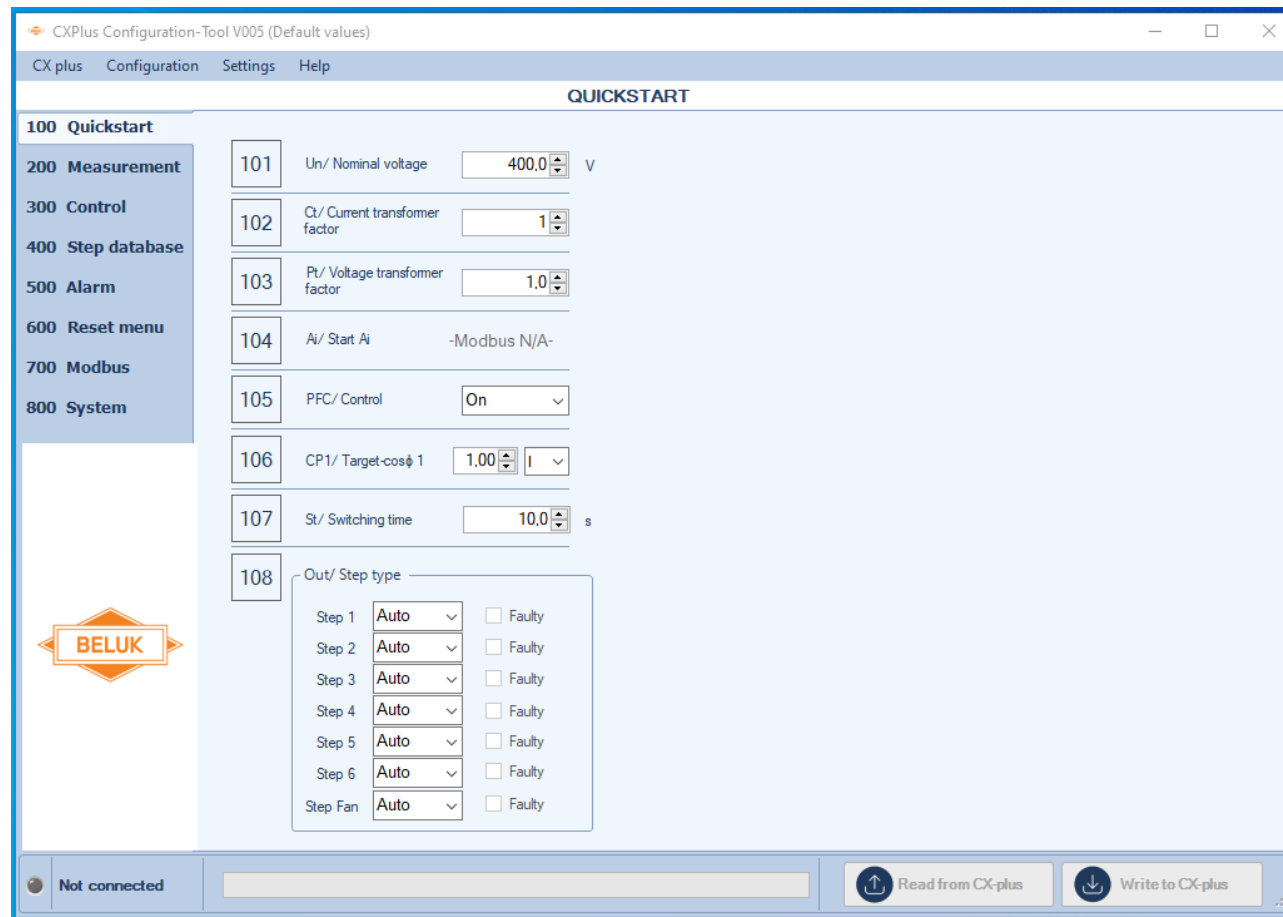 CXPlus Configuration-Tool V005 (Default values)
CX plus Configuration Settings Help
QUICKSTART
100 Quickstart
200 Measurement
300 Control
400 Step database
500 Alarm
600 Reset menu
700 Modbus
800 System
BELUK
101 Un/ Nominal voltage 400,0 V
102 Ct/ Current transformer factor 1
103 Pt/ Voltage transformer factor 1,0
104 Ai/ Start Ai -Modbus N/A-
105 PFC/ Control On
106 CP1/ Target-cosϕ 1 1,00 I
107 St/ Switching time 10,0 s
108 Out/ Step type
Step 1 Auto Faulty
Step 2 Auto Faulty
Step 3 Auto Faulty
Step 4 Auto Faulty
Step 5 Auto Faulty
Step 6 Auto Faulty
Step Fan Auto Faulty
Not connected Read from CX-plus Write to CX-plus